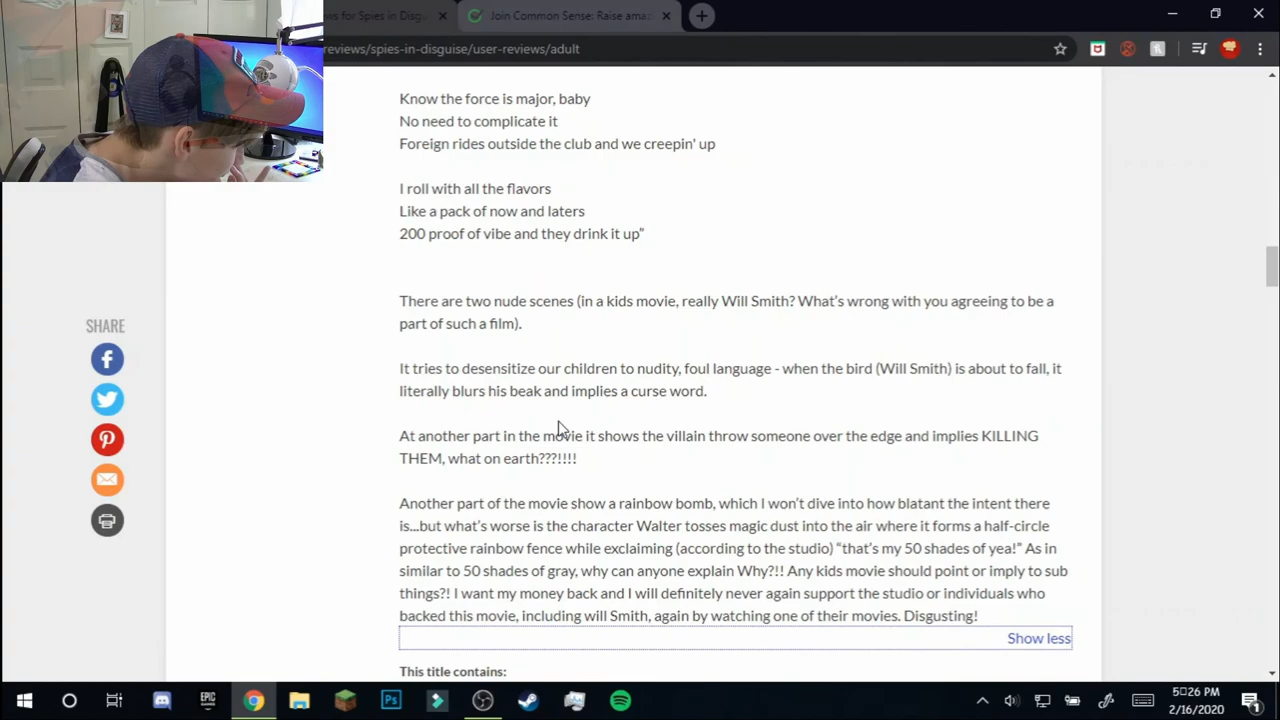 ws for Spies in Disg
Join Common Sense: Raise ama
reviews/spies-in-disguise/user-reviews/adult
Know the force is major, baby
No need to complicate it
Foreign rides outside the club and we creepin' up
I roll with all the flavors
Like a pack of now and laters
200 proof of vibe and they drink it up”
There are two nude scenes (in a kids movie, really Will Smith? What’s wrong with you agreeing to be a
part of such a film).
SHARE
It tries to desensitize our children to nudity, foul language - when the bird (Will Smith) is about to fall, it
literally blurs his beak and implies a curse word.
At another part in the movie it shows the villain throw someone over the edge and implies KILLING
THEM, what on earth???!!!!
Another part of the movie show a rainbow bomb, which I won’t dive into how blatant the intent there
is...but what’s worse is the character Walter tosses magic dust into the air where it forms a half-circle
protective rainbow fence while exclaiming (according to the studio) “that’s my 50 shades of yea!” As in
similar to 50 shades of gray, why can anyone explain Why?!! Any kids movie should point or imply to sub
things?! I want my money back and I will definitely never again support the studio or individuals who
backed this movie, including will Smith, again by watching one of their movies. Disgusting!
Show less
This title contains:
EPIC
GAMES
Ps
5:26 PM
2/16/2020